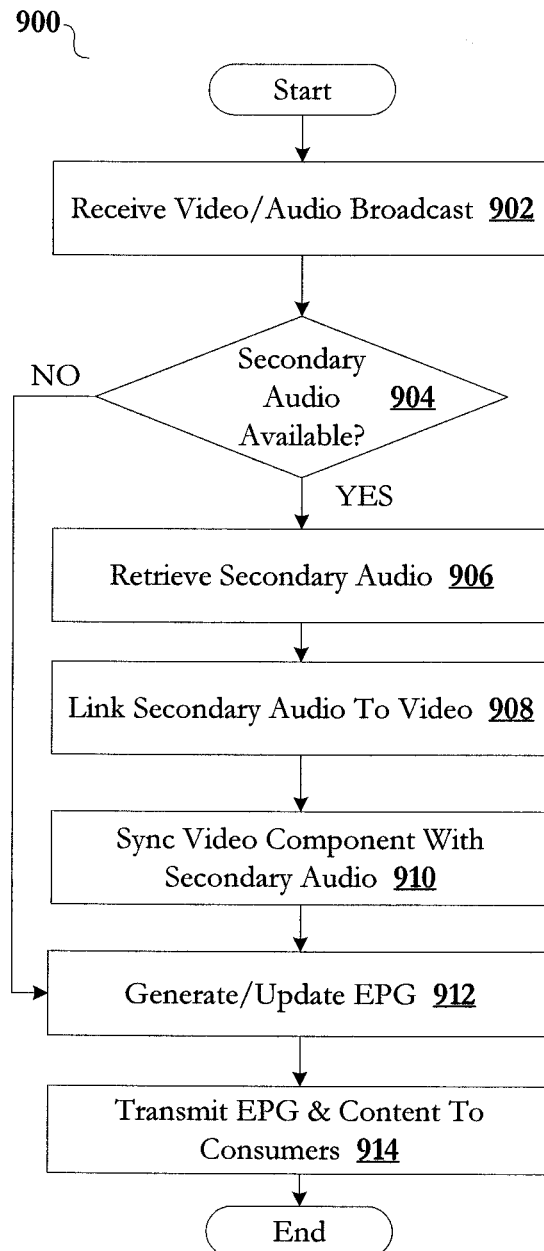 900
Start
Receive Video/Audio Broadcast 902
Secondary
Audio 904
Available?
NO
YES
Retrieve Secondary Audio 906
Link Secondary Audio To Video 908
Sync Video Component With
Secondary Audio 910
Generate/Update EPG 912
Transmit EPG & Content To
Consumers 914
End